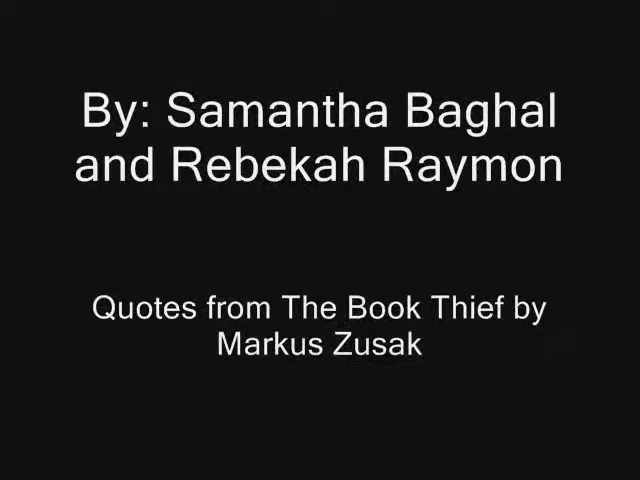 By: Samantha Baghal
and Rebekah Raymon
Quotes from The Book Thief by
Markus Zusak